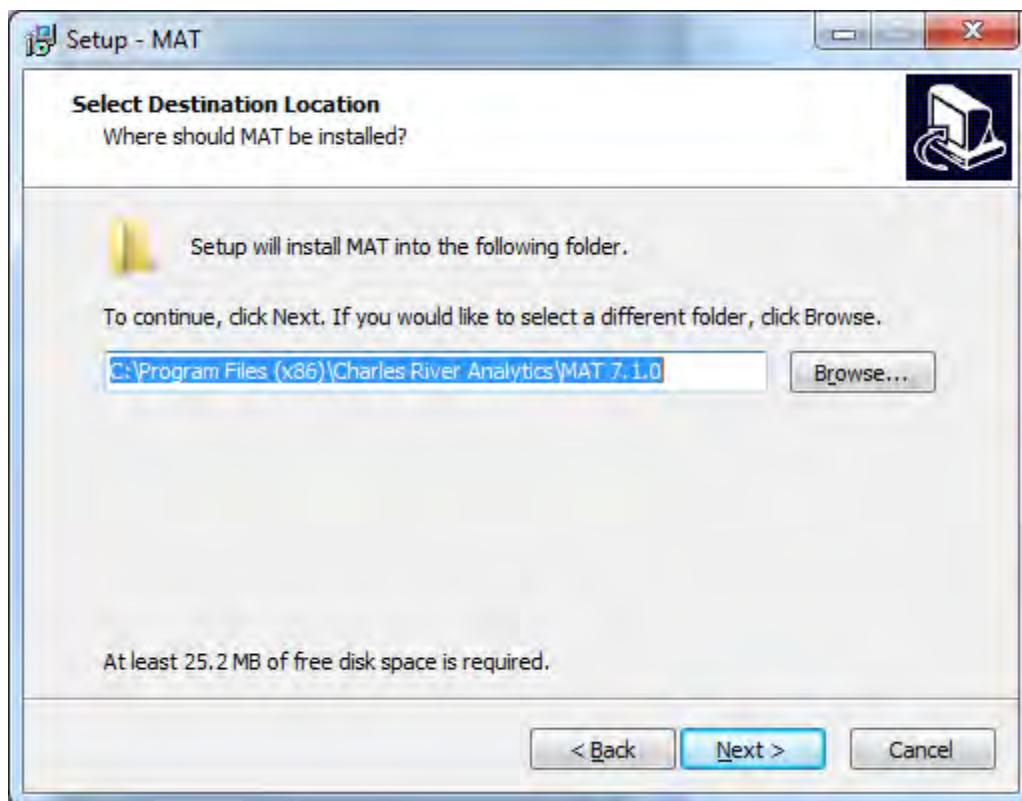 Setup - MAT
Select Destination Location
Where should MAT be installed?
Setup will install MAT into the following folder.
To continue, click Next. If you would like to select a different folder, click Browse.
C:\Program Files (x86)\Charles River Analytics\MAT 7.1.0
Browse...
At least 25.2 MB of free disk space is required.
< Back Next > Cancel